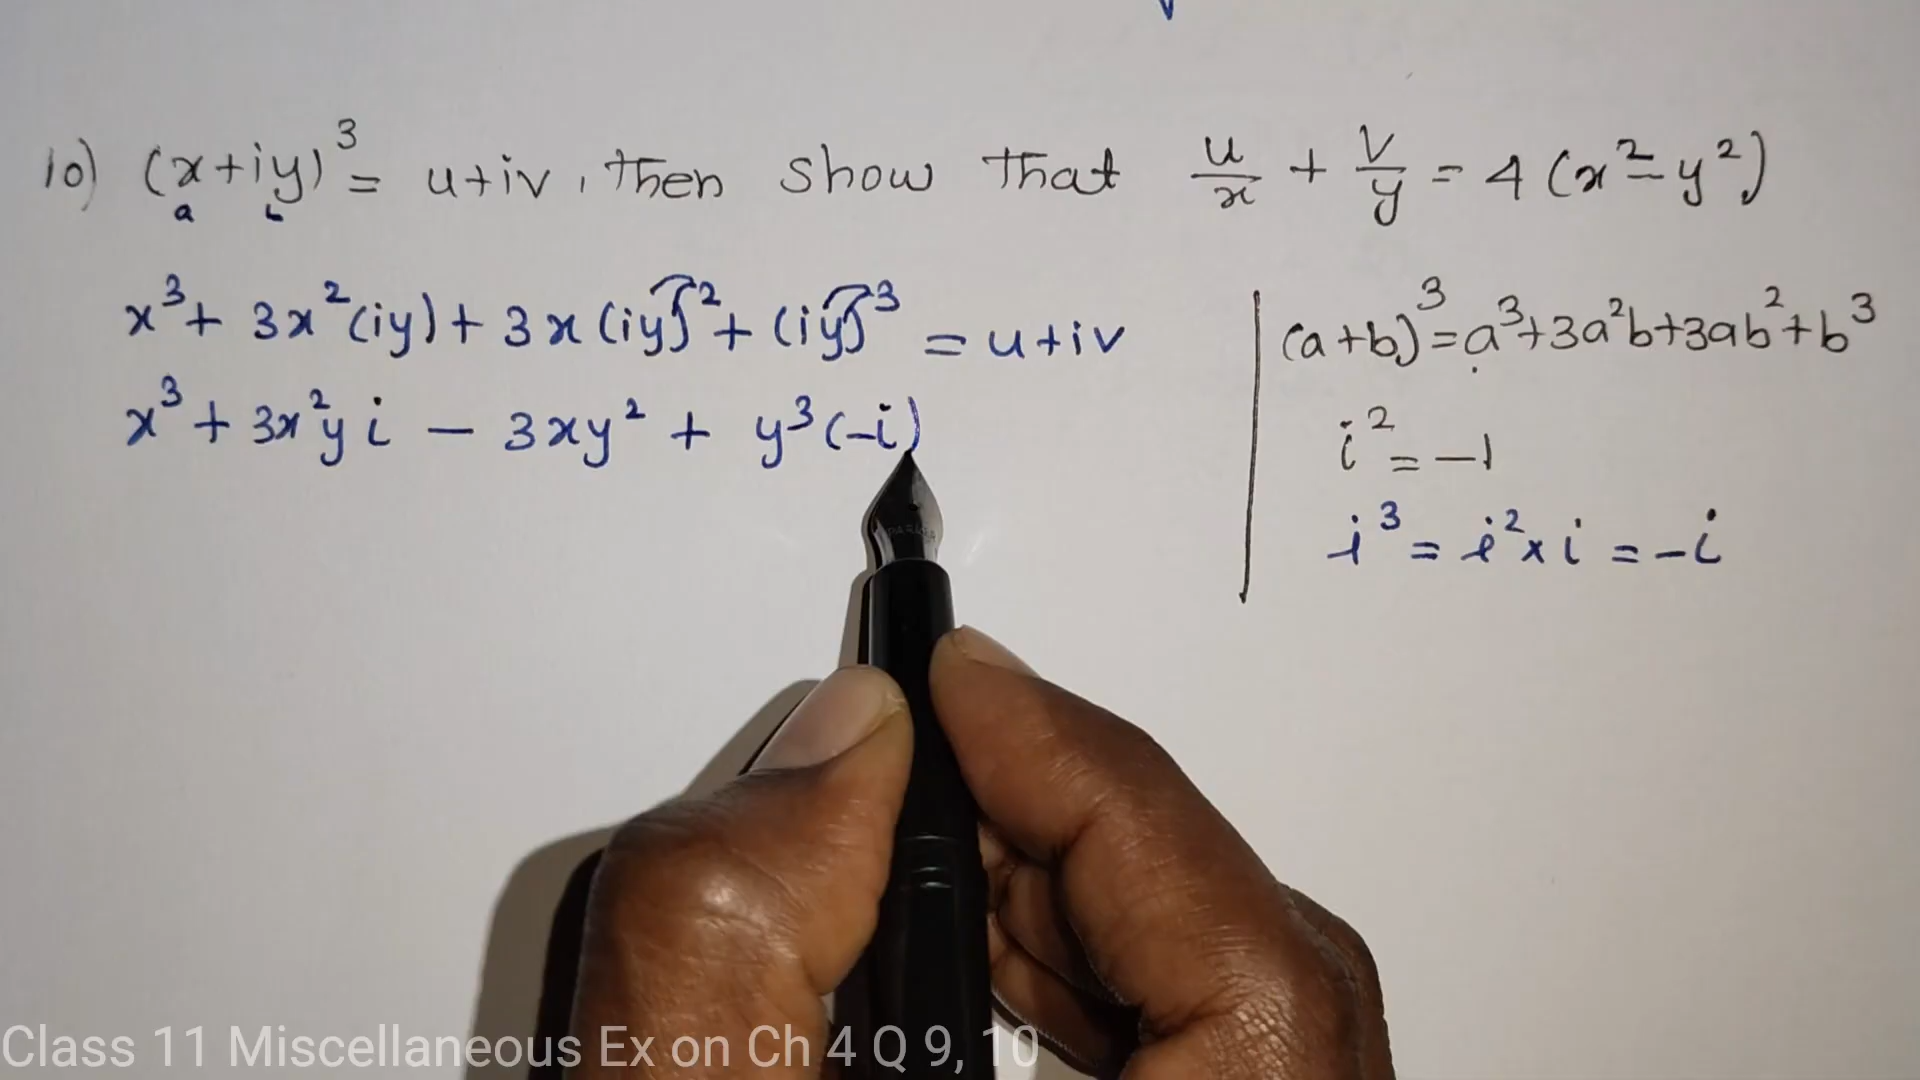 10) (x+iy)³ = u+iv, then show that u/x + v/y = 4(x²-y²)
a b
x³+ 3x²(iy)+ 3x(iy)²+(iy)³ = u+iv
x³+ 3x²yi - 3xy² + y³(-i)
(a+b)³=a³+3a²b+3ab²+b³
i² = -1
i³ = i²×i = -i
PARKER
Class 11 Miscellaneous Ex on Ch 4 Q 9, 10